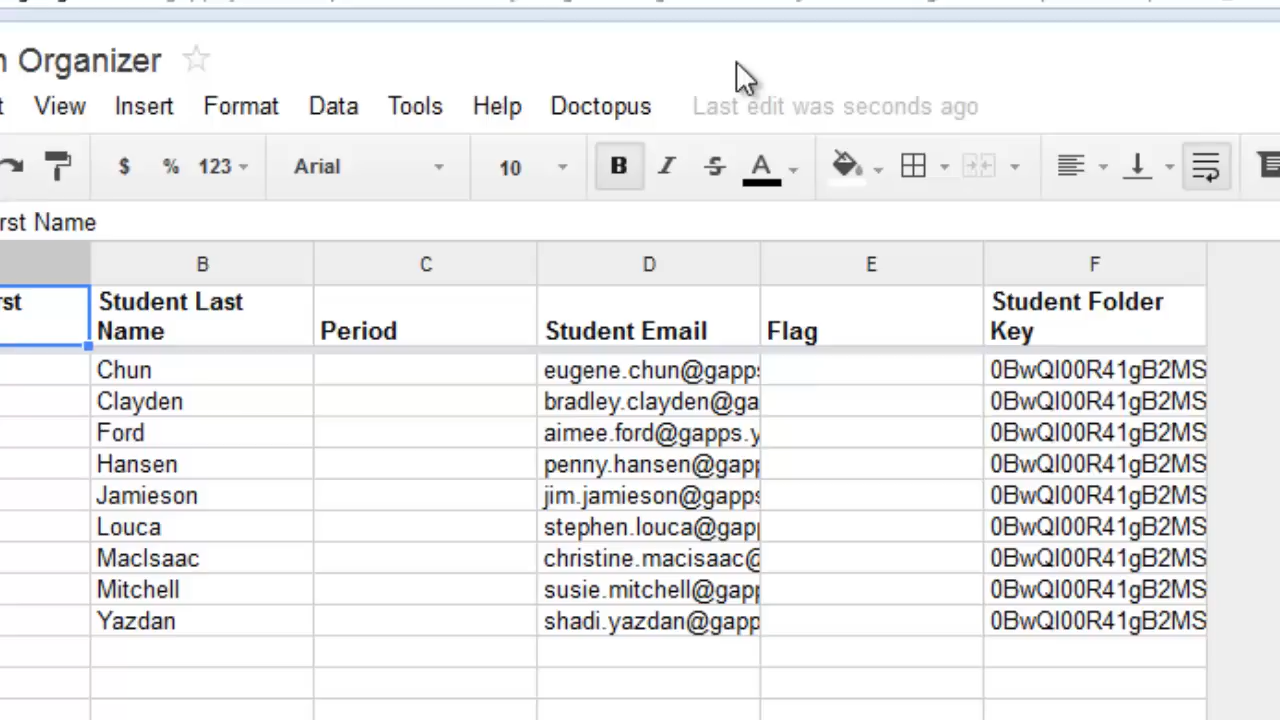 n Organizer
t View Insert Format Data Tools Help Doctopus Last edit was seconds ago
$ % 123 Arial 10 B I S A
rst Name
B C D E F
rst Student Last Name Period Student Email Flag Student Folder Key
Chun eugene.chun@gapps 0BwQI00R41gB2MS
Clayden bradley.clayden@ga 0BwQI00R41gB2MS
Ford aimee.ford@gapps.y 0BwQI00R41gB2MS
Hansen penny.hansen@gapp 0BwQI00R41gB2MS
Jamieson jim.jamieson@gapps 0BwQI00R41gB2MS
Louca stephen.louca@gapp 0BwQI00R41gB2MS
MacIsaac christine.macisaac@ 0BwQI00R41gB2MS
Mitchell susie.mitchell@gapp 0BwQI00R41gB2MS
Yazdan shadi.yazdan@gapp 0BwQI00R41gB2MS